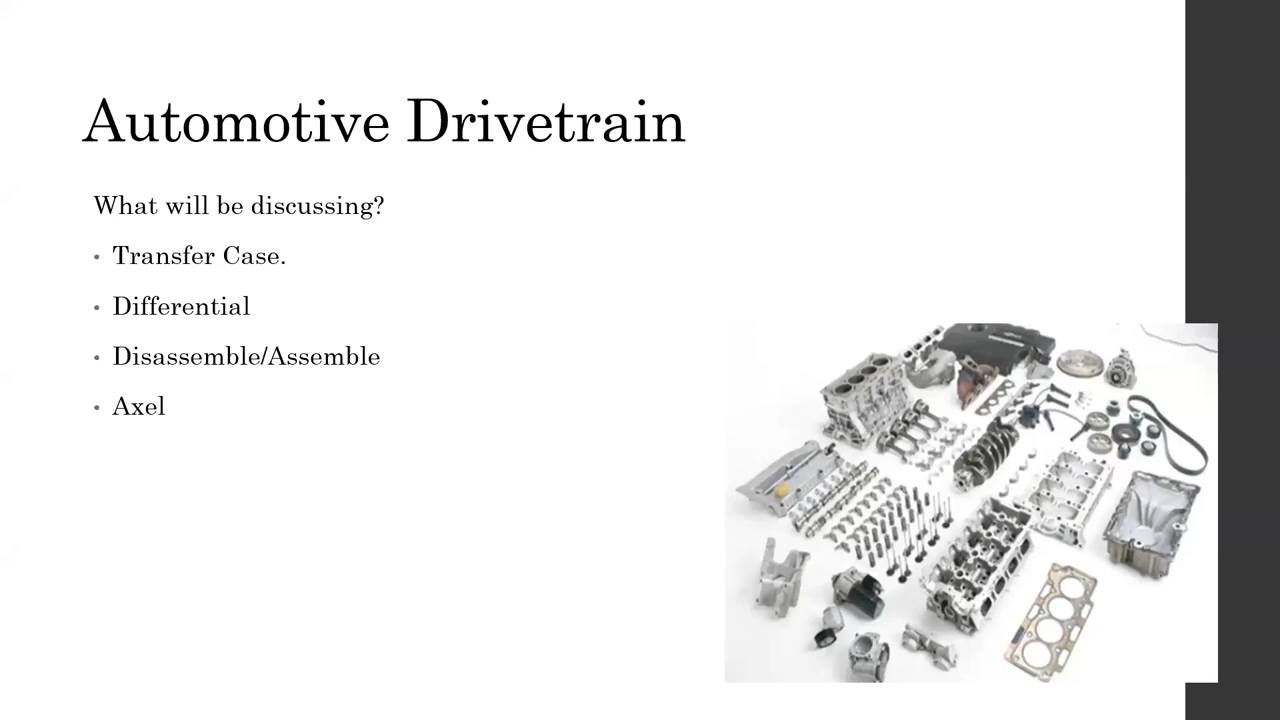 Automotive Drivetrain
What will be discussing?
• Transfer Case.
• Differential
• Disassemble/Assemble
• Axel